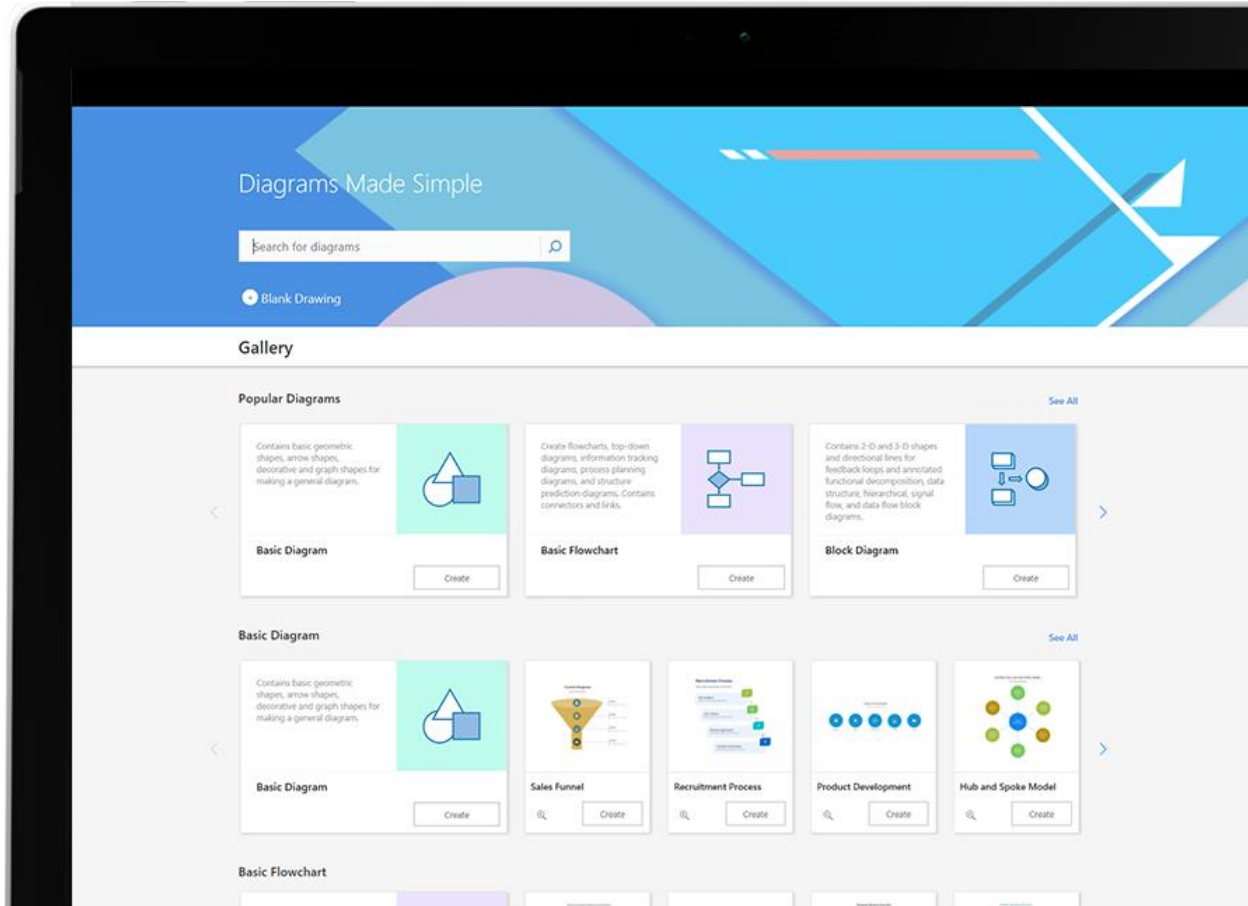 Diagrams Made Simple
Search for diagrams
Blank Drawing
Gallery
Popular Diagrams
See All
Contains basic geometric
shapes, arrow shapes,
decorative and graph shapes for
making a general diagram.
Basic Diagram
Create
Create flowcharts, top-down
diagrams, information tracking
diagrams, process planning
diagrams, and structure
prediction diagrams. Contains
connectors and links.
Basic Flowchart
Create
Contains 2-D and 3-D shapes
and directional lines for
feedback loops and annotated
functional decomposition, data
structure, hierarchical, signal
flow, and data flow block
diagrams.
Block Diagram
Create
Basic Diagram
See All
Contains basic geometric
shapes, arrow shapes,
decorative and graph shapes for
making a general diagram.
Basic Diagram
Create
Sales Funnel
Create
Recruitment Process
Recruitment Process
Create
Product Development
Create
Hub and Spoke Model
Create
Basic Flowchart